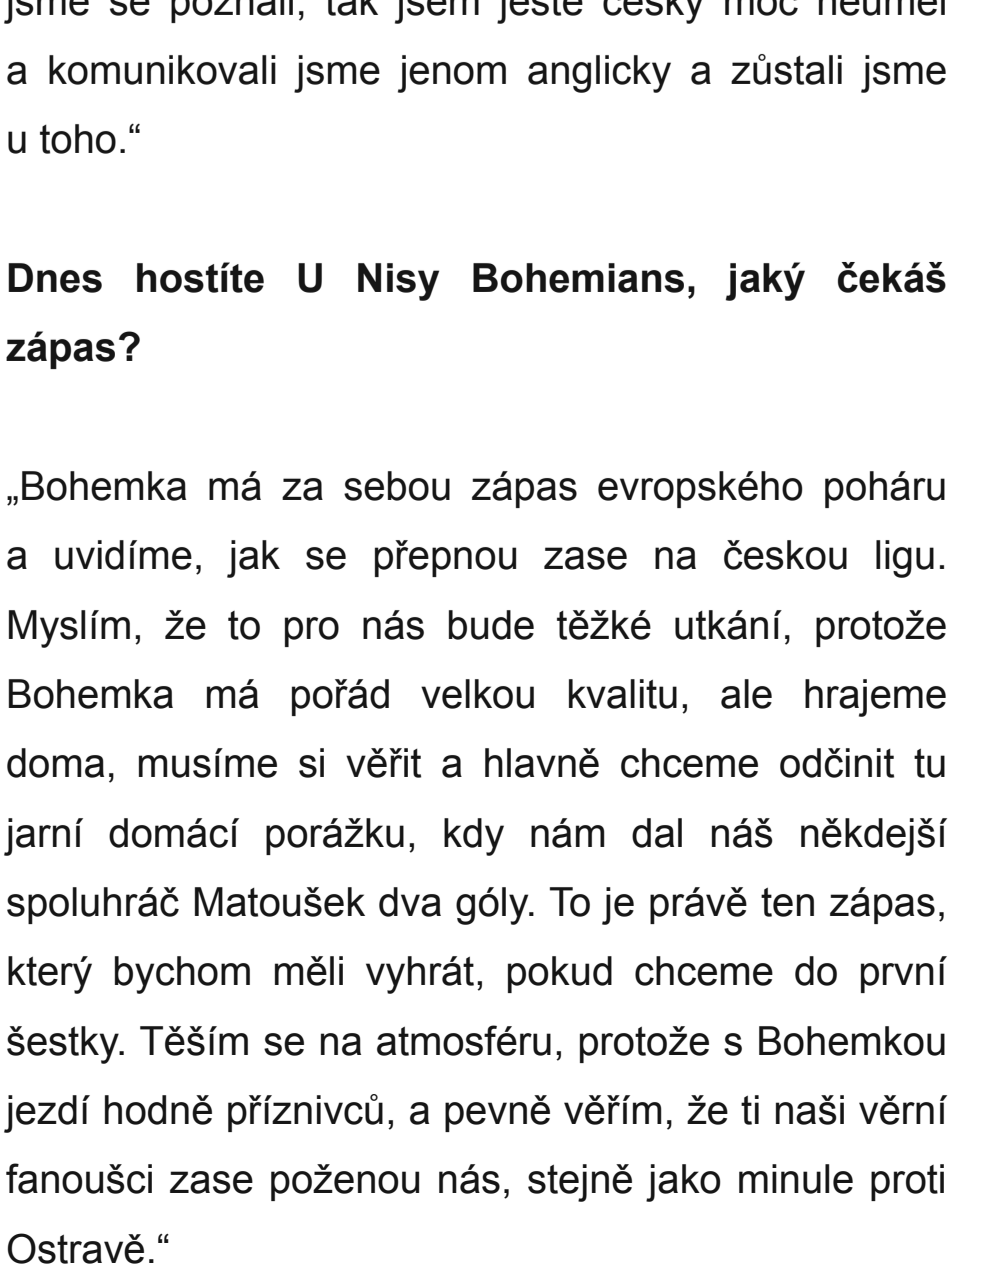 jsme se poznali, tak jsem ještě česky moc neuměl
a komunikovali jsme jenom anglicky a zůstali jsme
u toho.“
Dnes hostíte U Nisy Bohemians, jaký čekáš
zápas?
„Bohemka má za sebou zápas evropského poháru
a uvidíme, jak se přepnou zase na českou ligu.
Myslím, že to pro nás bude těžké utkání, protože
Bohemka má pořád velkou kvalitu, ale hrajeme
doma, musíme si věřit a hlavně chceme odčinit tu
jarní domácí porážku, kdy nám dal náš někdejší
spoluhráč Matoušek dva góly. To je právě ten zápas,
který bychom měli vyhrát, pokud chceme do první
šestky. Těším se na atmosféru, protože s Bohemkou
jezdí hodně příznivců, a pevně věřím, že ti naši věrní
fanoušci zase poženou nás, stejně jako minule proti
Ostravě.“